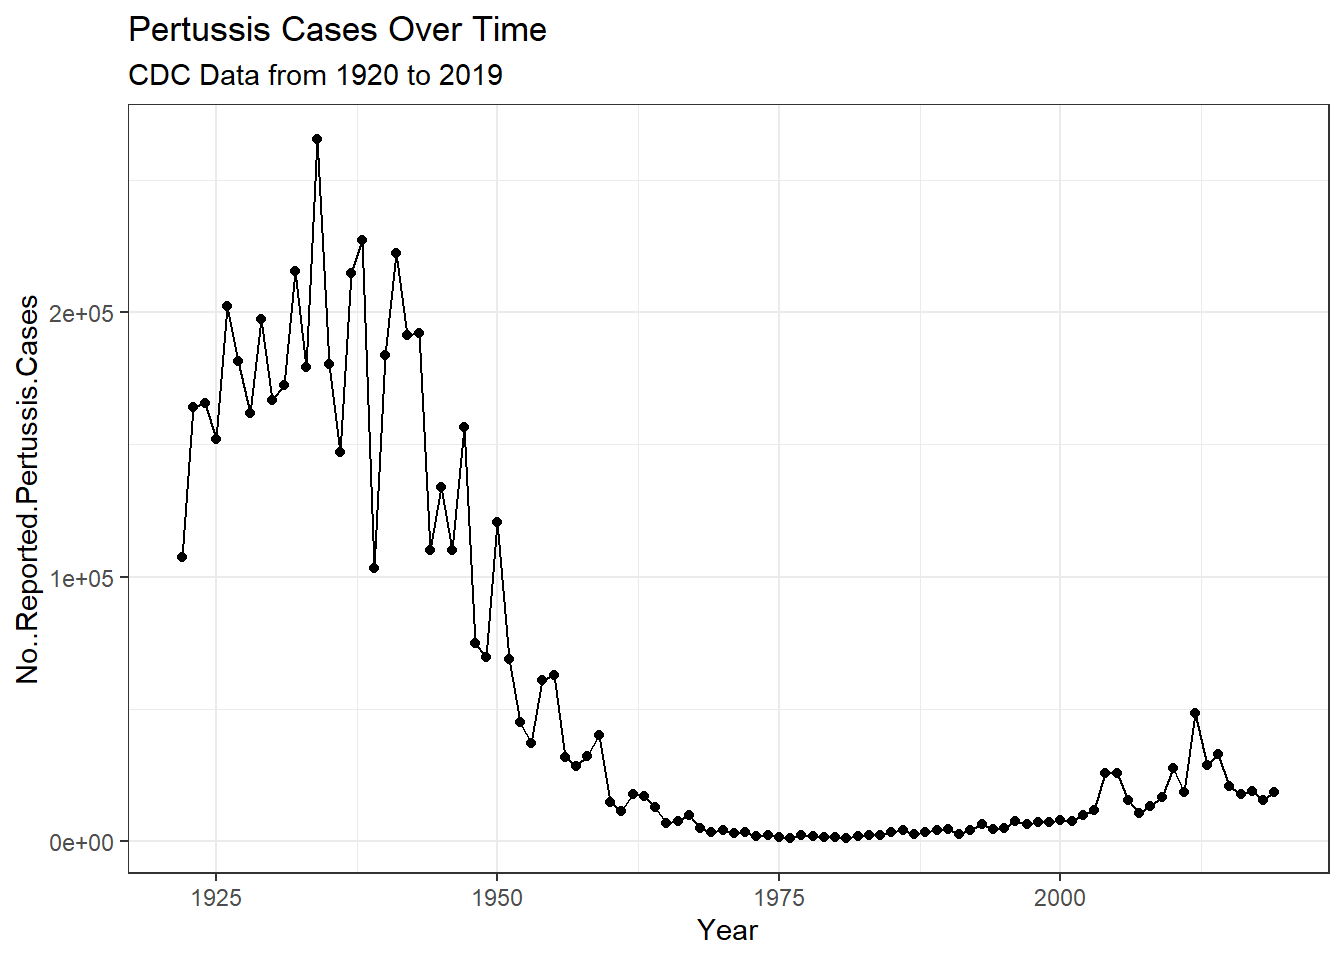 Pertussis Cases Over Time
CDC Data from 1920 to 2019
No..Reported.Pertussis.Cases
2e+05
1e+05
0e+00
1925
1950
1975
2000
Year